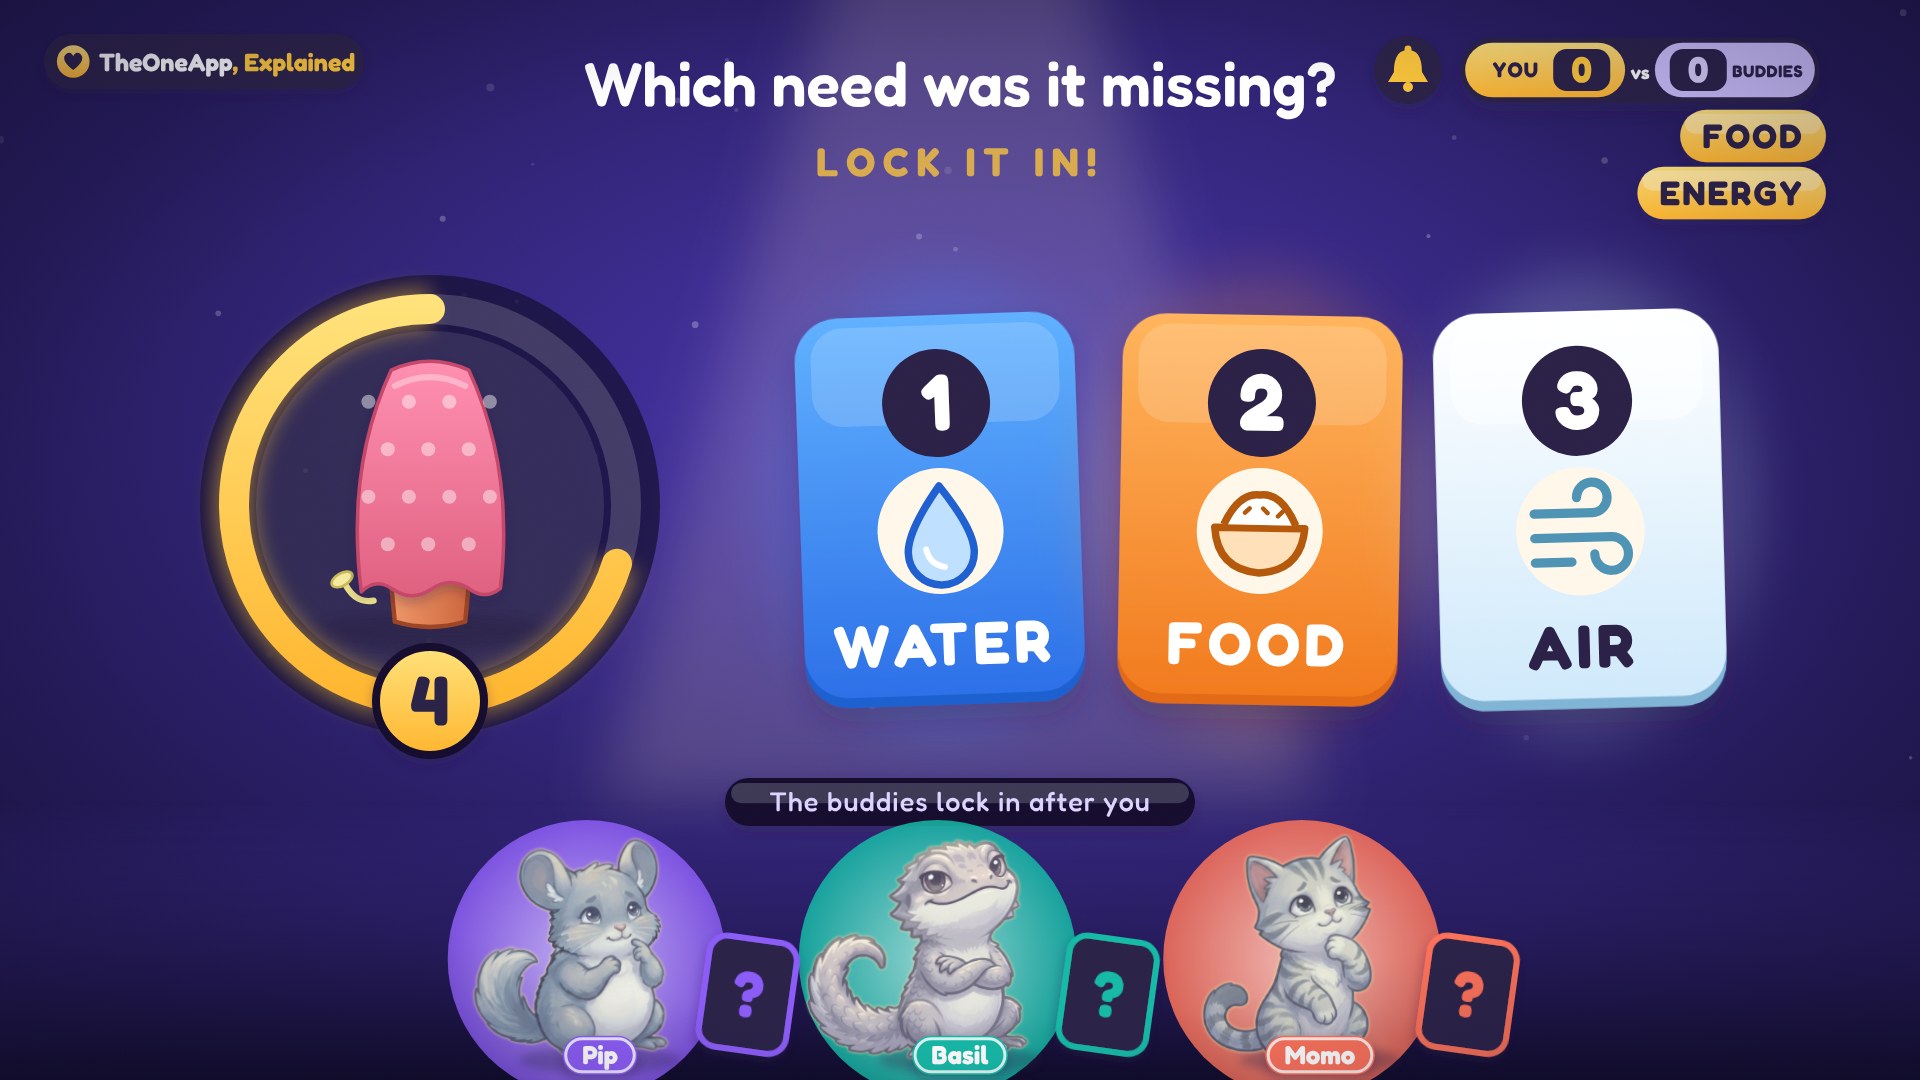 TheOneApp, Explained
Which need was it missing?
LOCK IT IN!
YOU 0 vs 0 BUDDIES
FOOD
ENERGY
1
WATER
2
FOOD
3
AIR
4
The buddies lock in after you
?
?
?
Pip
Basil
Momo